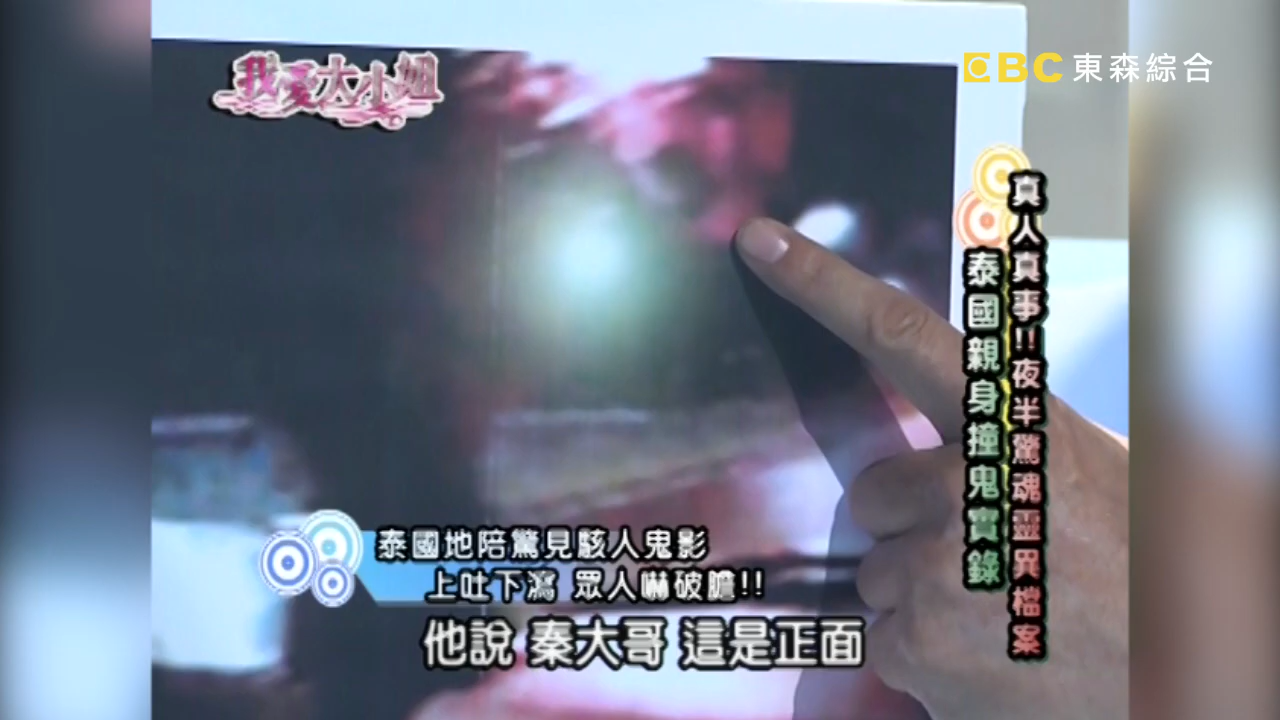 我愛大小姐
EBC 東森綜合
真人真事!!夜半驚魂靈異檔案
泰國親身撞鬼實錄
泰國地陪驚見駭人鬼影
上吐下瀉 眾人嚇破膽!!
他說 秦大哥 這是正面